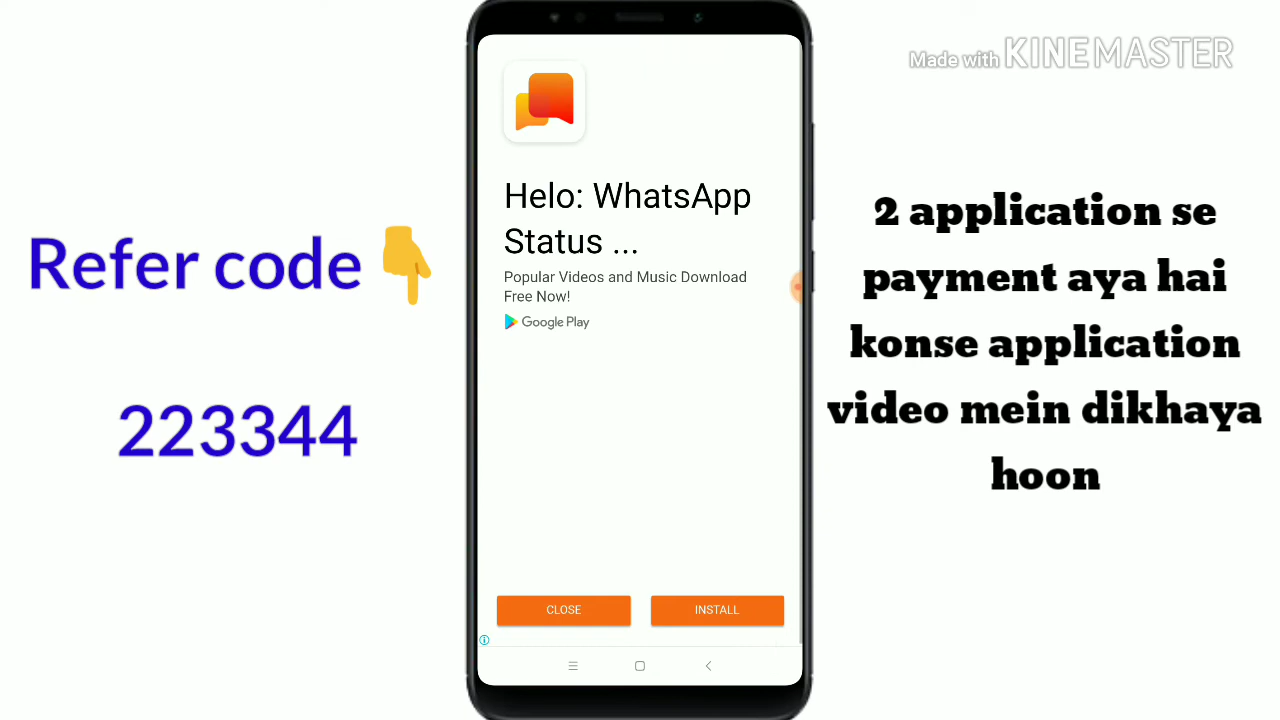 Made with KINEMASTER
Refer code
223344
Helo: WhatsApp
Status ...
Popular Videos and Music Download
Free Now!
Google Play
CLOSE
INSTALL
2 application se
payment aya hai
konse application
video mein dikhaya
hoon